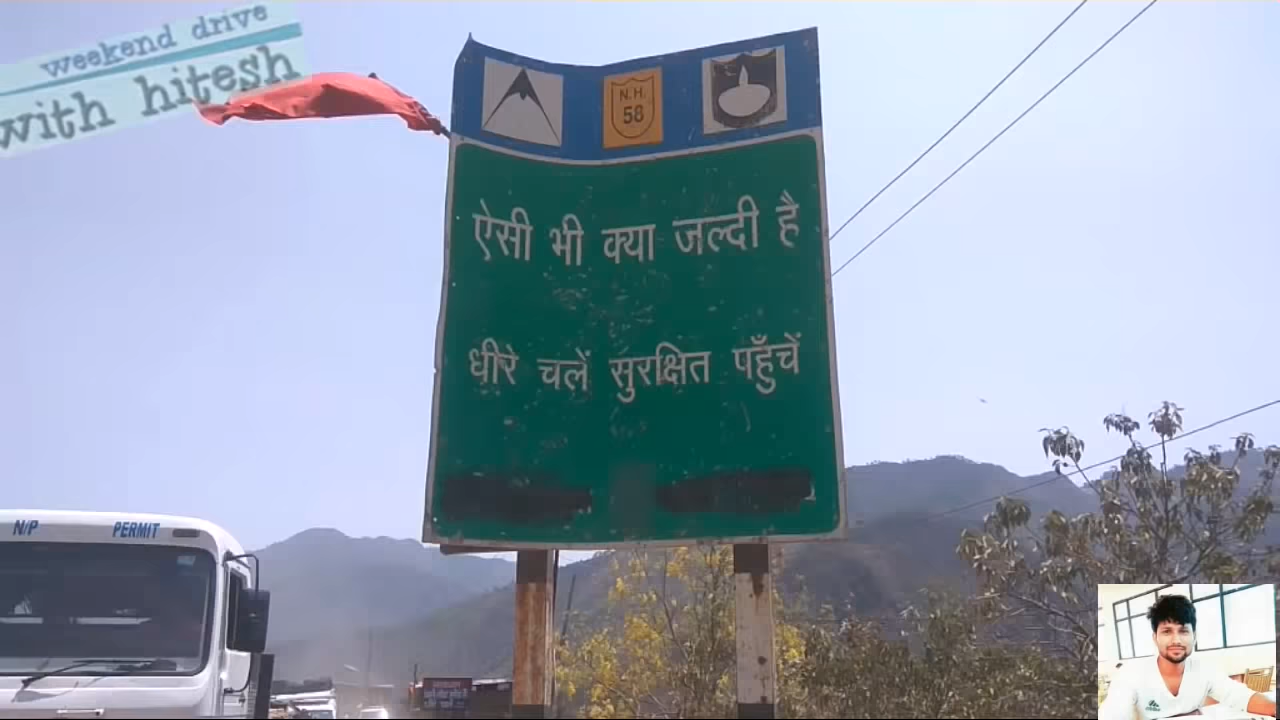 weekend drive
with hitesh
N.H.
58
ऐसी भी क्या जल्दी है
धीरे चलें सुरक्षित पहुँचें
N/P PERMIT